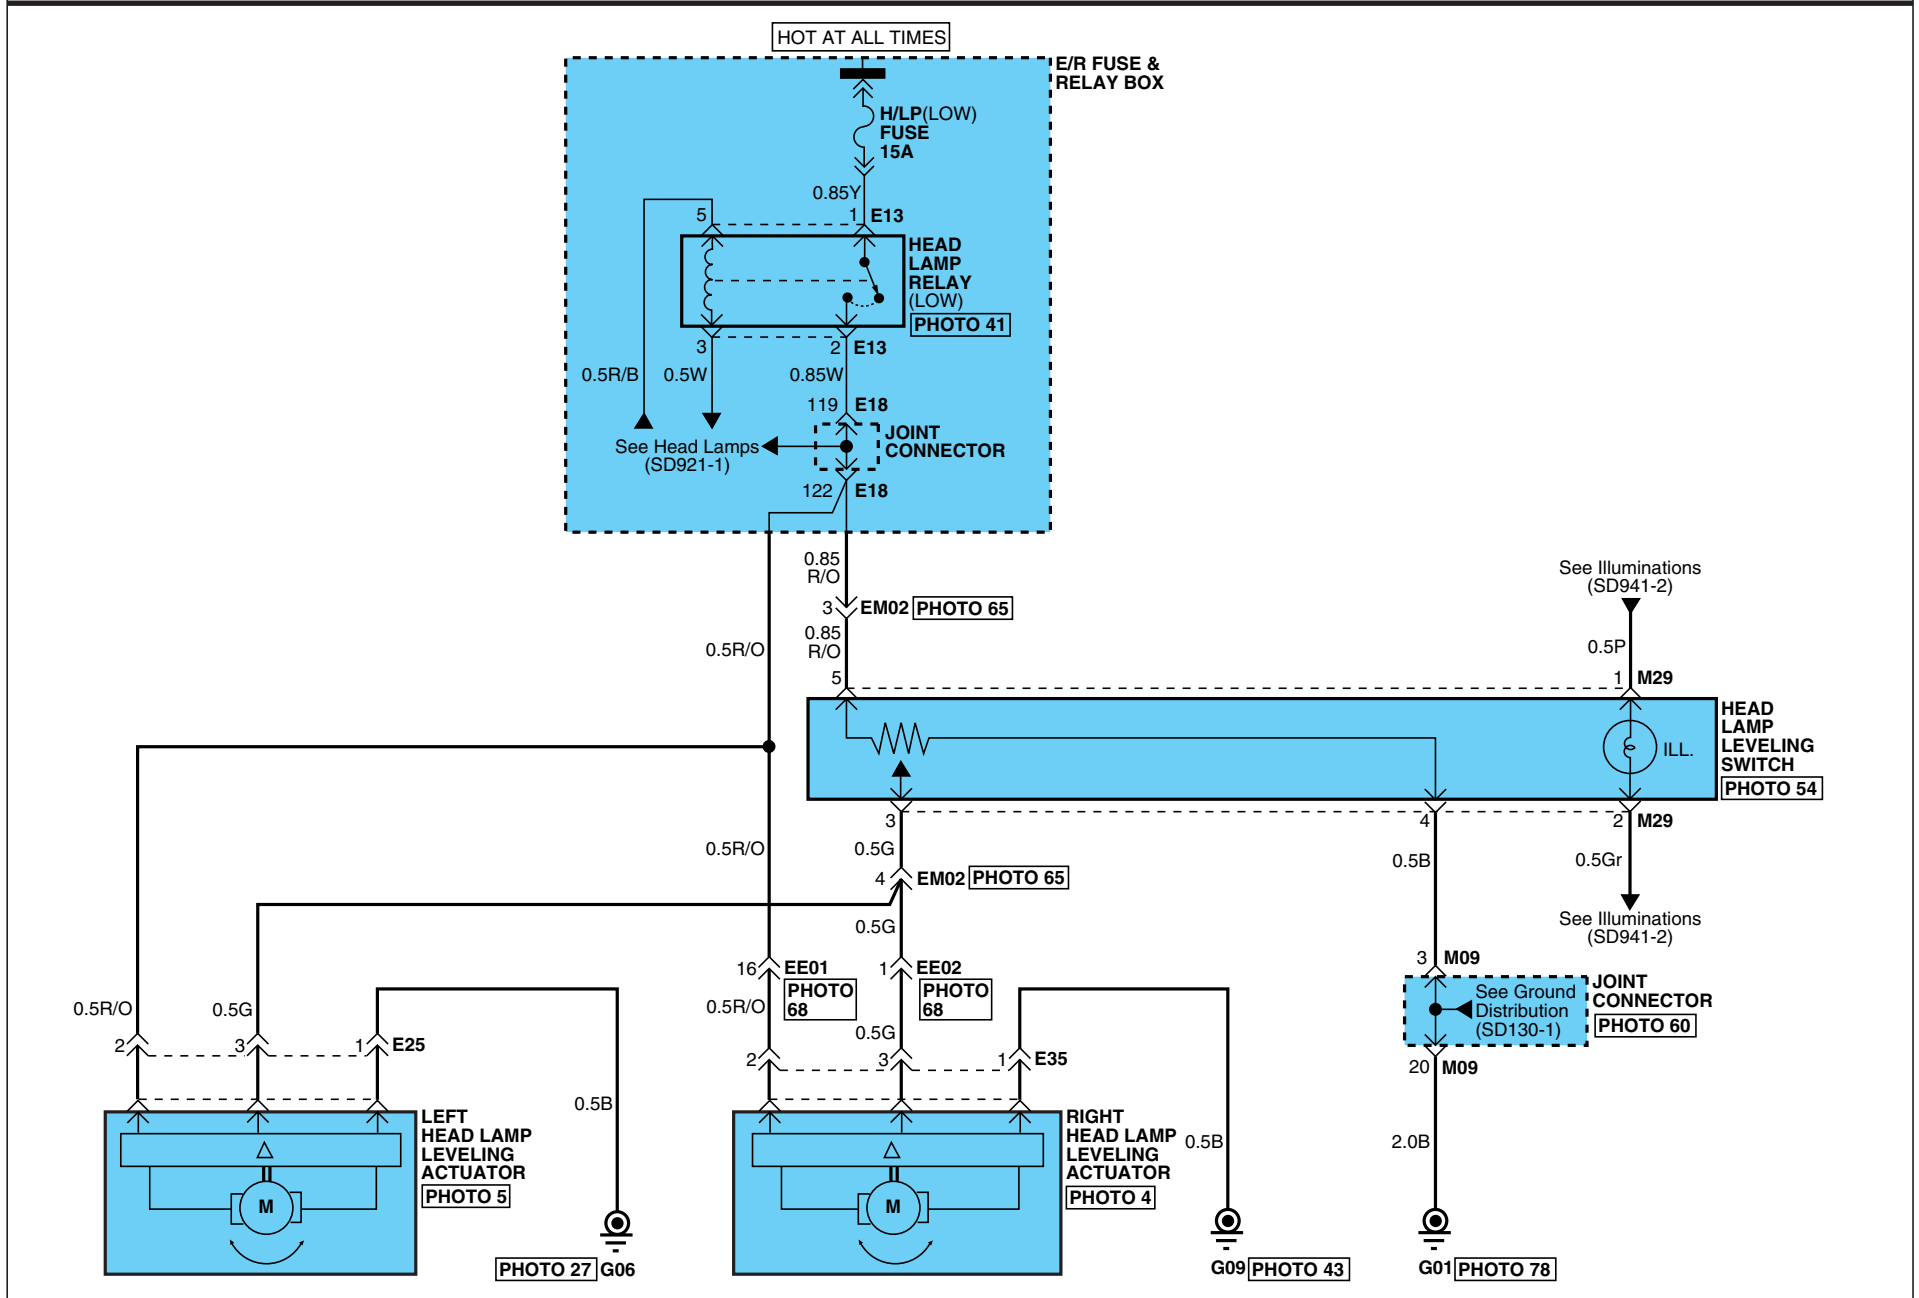 HOT AT ALL TIMES
E/R FUSE &
RELAY BOX
H/LP(LOW)
FUSE
15A
0.85Y
5
1
E13
HEAD
LAMP
RELAY
(LOW)
PHOTO 41
3
2
E13
0.5R/B
0.5W
0.85W
119
E18
JOINT
CONNECTOR
See Head Lamps
(SD921-1)
122
E18
0.85
R/O
3
EM02
PHOTO 65
0.85
R/O
0.5R/O
5
See Illuminations
(SD941-2)
0.5P
1
M29
HEAD
LAMP
LEVELING
SWITCH
PHOTO 54
ILL.
3
4
2
M29
0.5R/O
0.5G
0.5B
0.5Gr
4
EM02
PHOTO 65
See Illuminations
(SD941-2)
0.5G
16
EE01
PHOTO
68
1
EE02
PHOTO
68
3
M09
See Ground
Distribution
(SD130-1)
JOINT
CONNECTOR
PHOTO 60
20
M09
0.5R/O
0.5G
0.5R/O
0.5G
2
3
1
E25
2
3
1
E35
0.5B
LEFT
HEAD LAMP
LEVELING
ACTUATOR
PHOTO 5
M
RIGHT
HEAD LAMP
LEVELING
ACTUATOR
PHOTO 4
M
0.5B
2.0B
PHOTO 27
G06
G09
PHOTO 43
G01
PHOTO 78